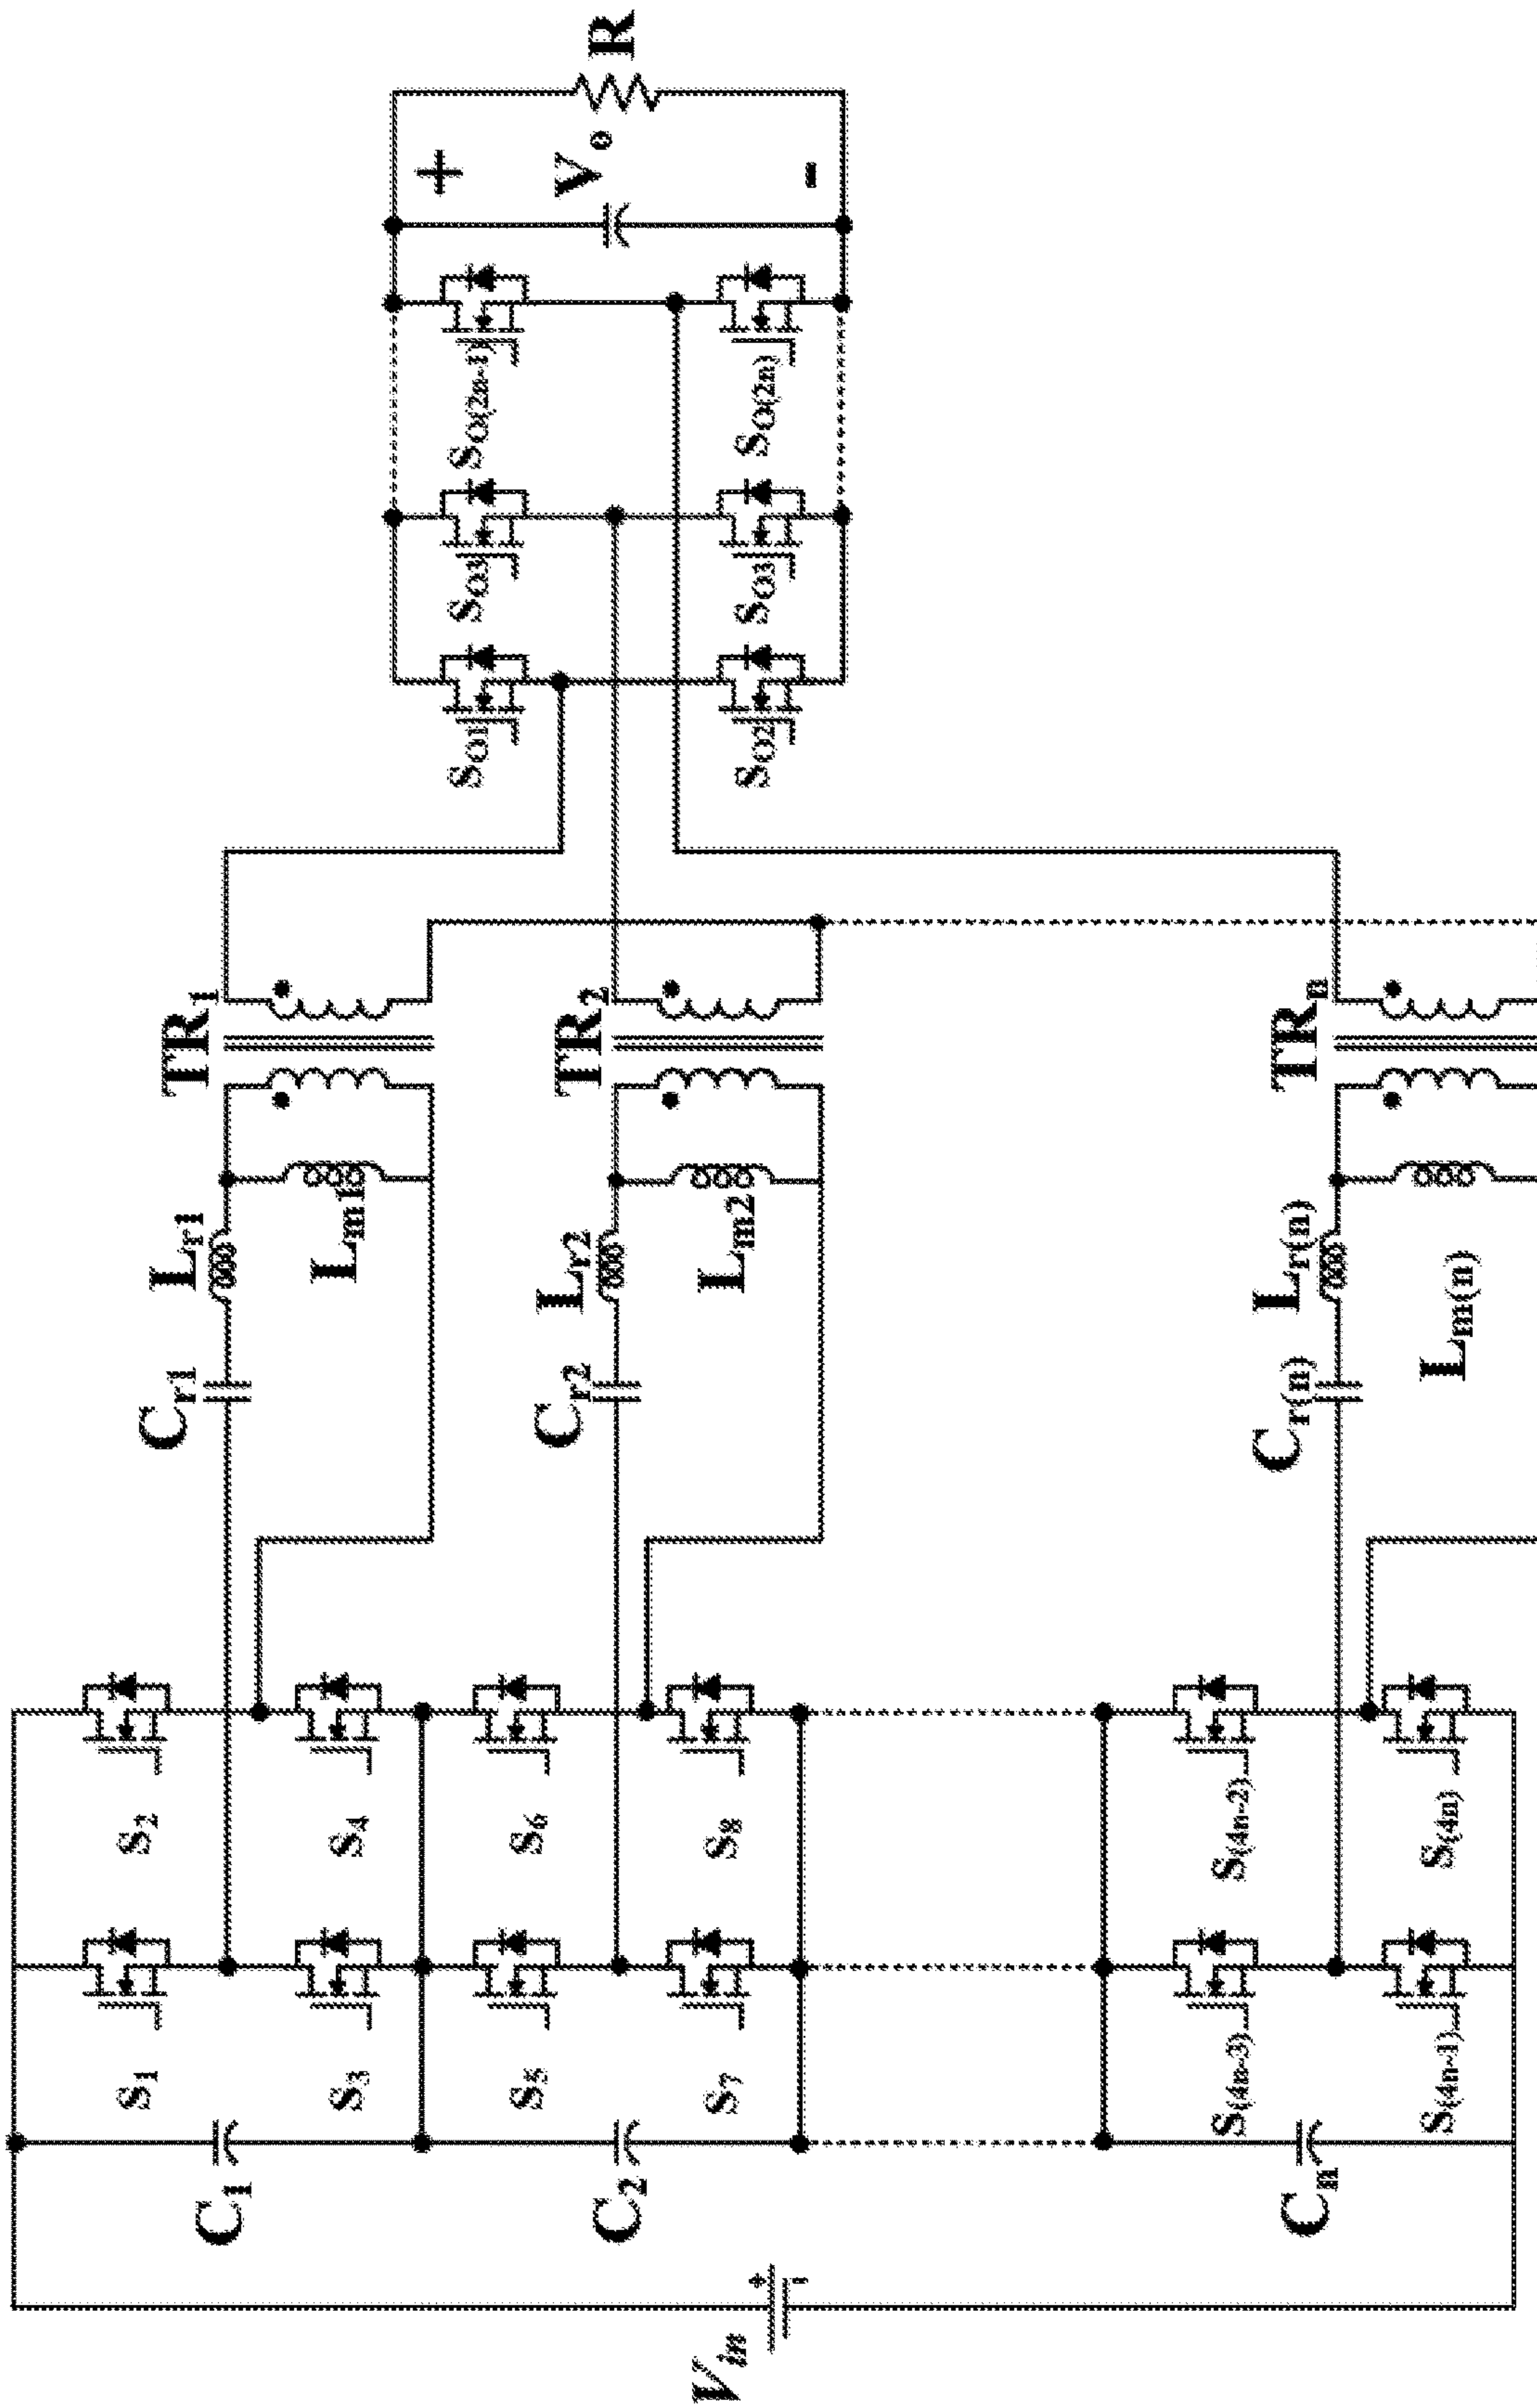 V_in
+
-
C_1
C_2
C_n
S_1
S_2
S_3
S_4
S_5
S_6
S_7
S_8
S_(4n-3)
S_(4n-2)
S_(4n-1)
S_(4n)
C_r1
L_r1
L_m1
TR_1
C_r2
L_r2
L_m2
TR_2
C_r(n)
L_r(n)
L_m(n)
TR_n
S_O1
S_O3
S_O(2n-1)
S_O2
S_O3
S_O(2n)
+
V_o
-
R